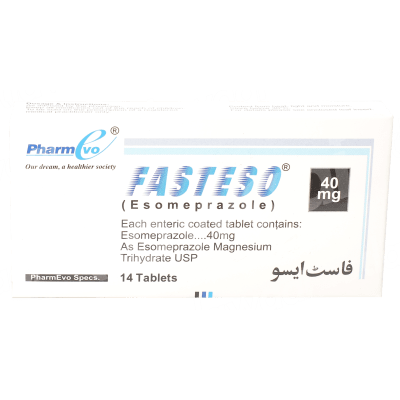 PharmEvo®
Our dream, a healthier society
FASTESO®
(Esomeprazole)
40
mg
Each enteric coated tablet contains:
Esomeprazole....40mg
As Esomeprazole Magnesium
Trihydrate USP
فاسٹ ایسو
PharmEvo Specs.
14 Tablets